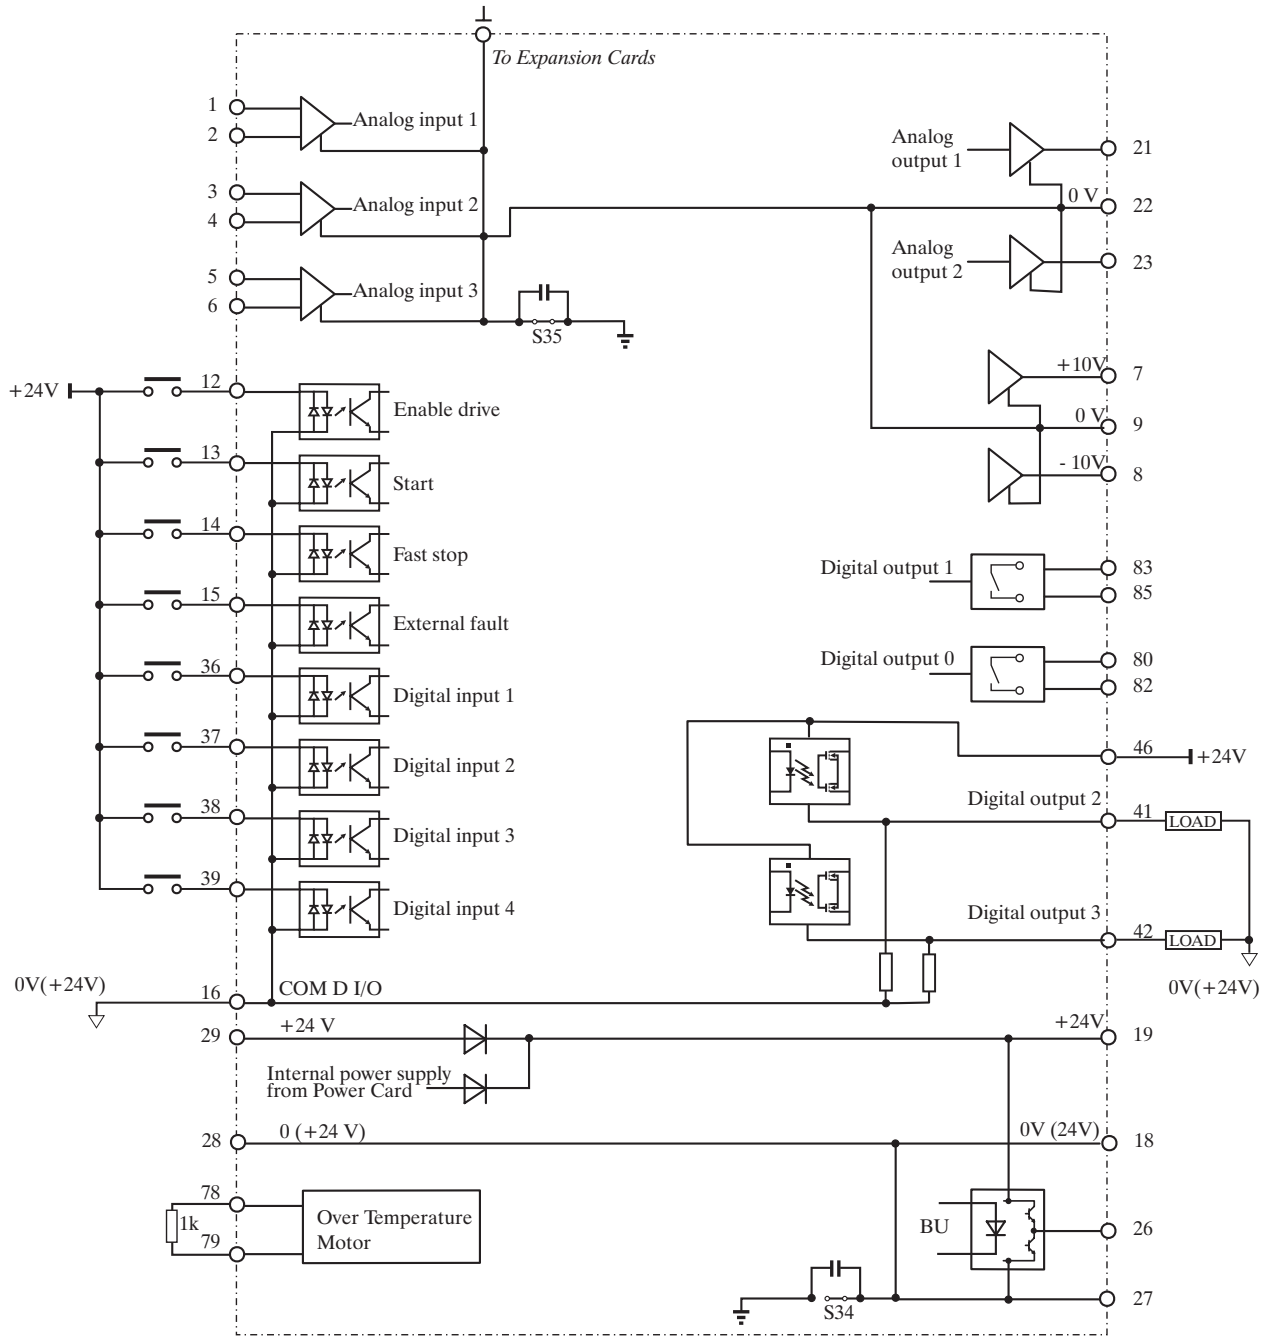 To Expansion Cards
1
Analog input 1
2
3
Analog input 2
4
5
Analog input 3
6
S35
Analog
output 1
21
0 V
22
Analog
output 2
23
+10V
7
0 V
9
- 10V
8
+24V
12
Enable drive
13
Start
14
Fast stop
15
External fault
36
Digital input 1
37
Digital input 2
38
Digital input 3
39
Digital input 4
Digital output 1
83
85
Digital output 0
80
82
46
+24V
Digital output 2
41
LOAD
Digital output 3
42
LOAD
0V(+24V)
0V(+24V)
16
COM D I/O
29
+24 V
+24V
19
Internal power supply
from Power Card
28
0 (+24 V)
0V (24V)
18
78
1k
79
Over Temperature
Motor
BU
26
S34
27